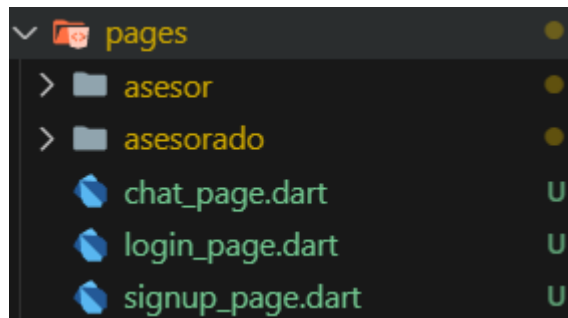 pages
asesor
asesorado
chat_page.dart U
login_page.dart U
signup_page.dart U